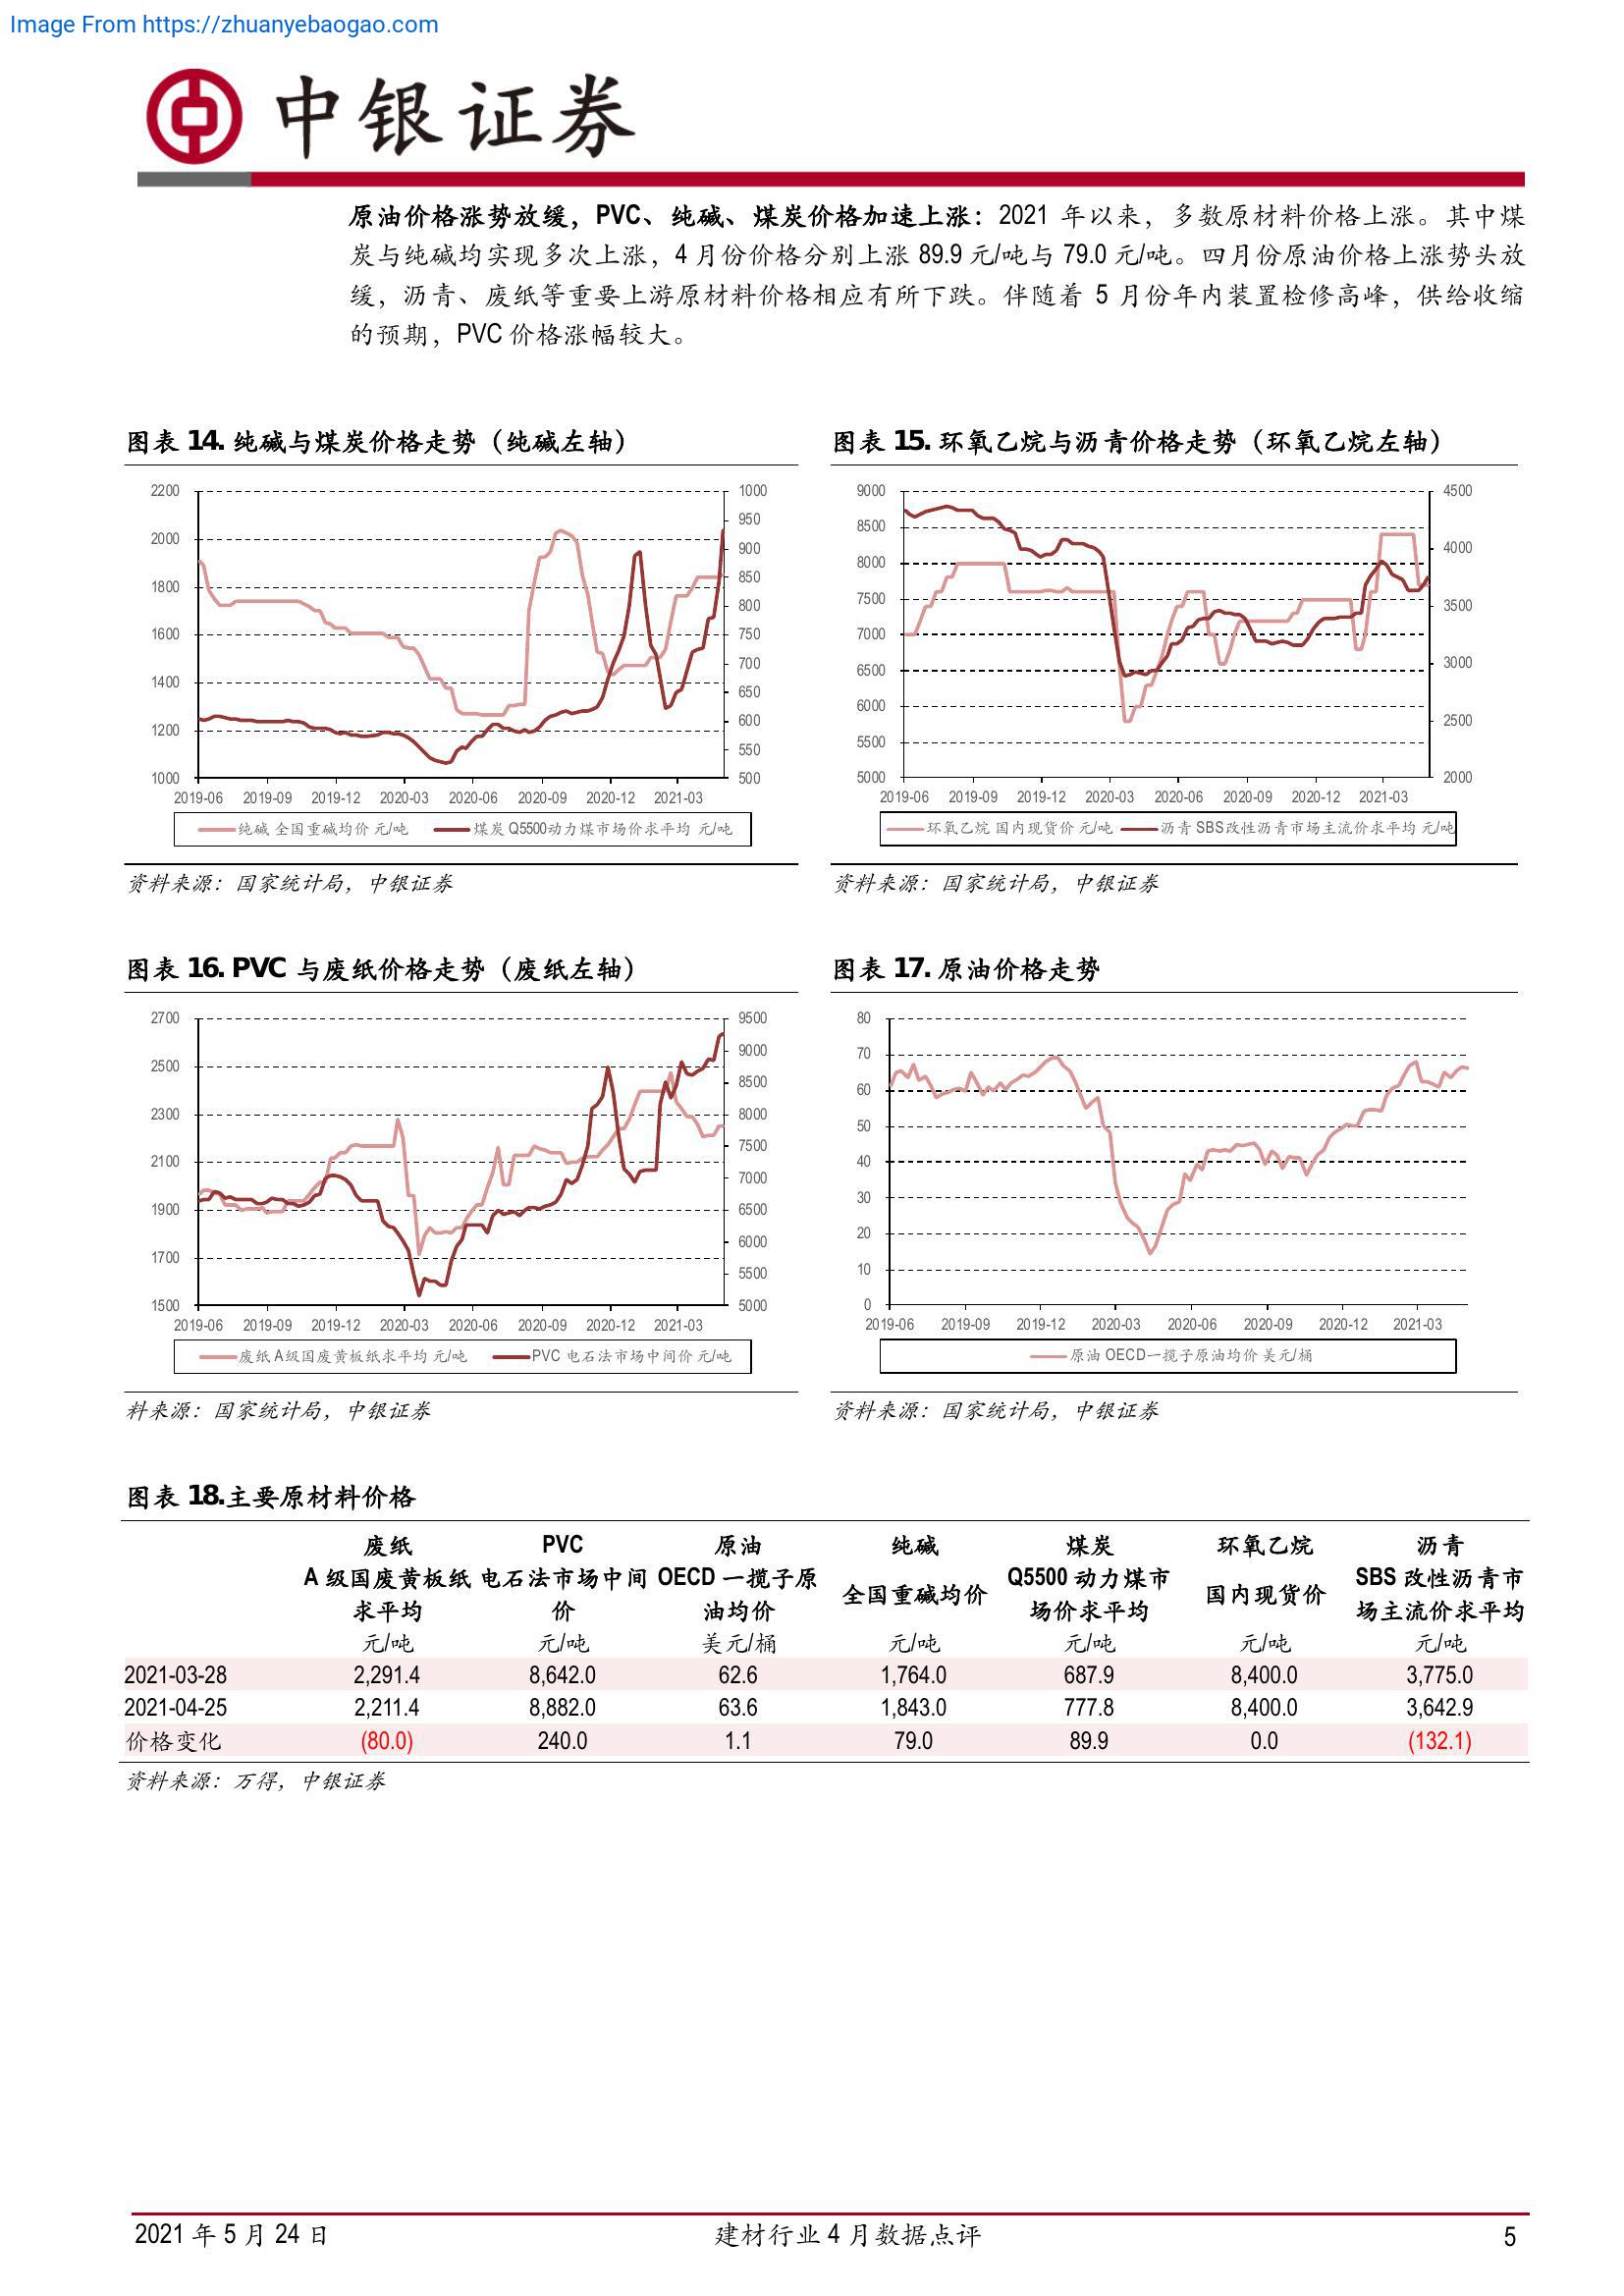 Image From https://zhuanyebaogao.com
中银证券
原油价格涨势放缓，PVC、纯碱、煤炭价格加速上涨：2021 年以来，多数原材料价格上涨。其中煤
炭与纯碱均实现多次上涨，4 月份价格分别上涨 89.9 元/吨与 79.0 元/吨。四月份原油价格上涨势头放
缓，沥青、废纸等重要上游原材料价格相应有所下跌。伴随着 5 月份年内装置检修高峰，供给收缩
的预期，PVC 价格涨幅较大。
图表 14. 纯碱与煤炭价格走势（纯碱左轴）
2200
2000
1800
1600
1400
1200
1000
1000
950
900
850
800
750
700
650
600
550
500
2019-06 2019-09 2019-12 2020-03 2020-06 2020-09 2020-12 2021-03
纯碱 全国重碱均价 元/吨 煤炭 Q5500动力煤市场价求平均 元/吨
资料来源：国家统计局，中银证券
图表 15. 环氧乙烷与沥青价格走势（环氧乙烷左轴）
9000
8500
8000
7500
7000
6500
6000
5500
5000
4500
4000
3500
3000
2500
2000
2019-06 2019-09 2019-12 2020-03 2020-06 2020-09 2020-12 2021-03
环氧乙烷 国内现货价 元/吨 沥青 SBS改性沥青市场主流价求平均 元/吨
资料来源：国家统计局，中银证券
图表 16. PVC 与废纸价格走势（废纸左轴）
2700
2500
2300
2100
1900
1700
1500
9500
9000
8500
8000
7500
7000
6500
6000
5500
5000
2019-06 2019-09 2019-12 2020-03 2020-06 2020-09 2020-12 2021-03
废纸 A级国废黄板纸求平均 元/吨 PVC 电石法市场中间价 元/吨
料来源：国家统计局，中银证券
图表 17. 原油价格走势
80
70
60
50
40
30
20
10
0
2019-06 2019-09 2019-12 2020-03 2020-06 2020-09 2020-12 2021-03
原油 OECD一揽子原油均价 美元/桶
资料来源：国家统计局，中银证券
图表 18.主要原材料价格
废纸 PVC 原油 纯碱 煤炭 环氧乙烷 沥青
A 级国废黄板纸 电石法市场中间 OECD 一揽子原 全国重碱均价 Q5500 动力煤市 国内现货价 SBS 改性沥青市
求平均 价 油均价 场价求平均 场主流价求平均
元/吨 元/吨 美元/桶 元/吨 元/吨 元/吨 元/吨
2021-03-28 2,291.4 8,642.0 62.6 1,764.0 687.9 8,400.0 3,775.0
2021-04-25 2,211.4 8,882.0 63.6 1,843.0 777.8 8,400.0 3,642.9
价格变化 (80.0) 240.0 1.1 79.0 89.9 0.0 (132.1)
资料来源：万得，中银证券
2021 年 5 月 24 日 建材行业 4 月数据点评 5